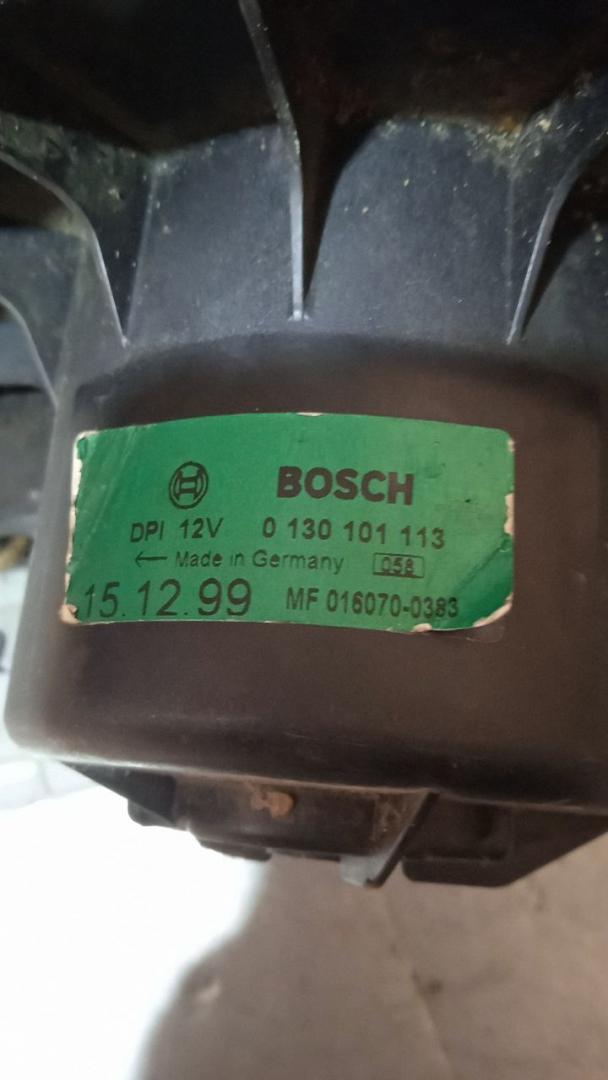 BOSCH
DPI 12V 0 130 101 113
← Made in Germany 058
15.12.99 MF 016070-0383